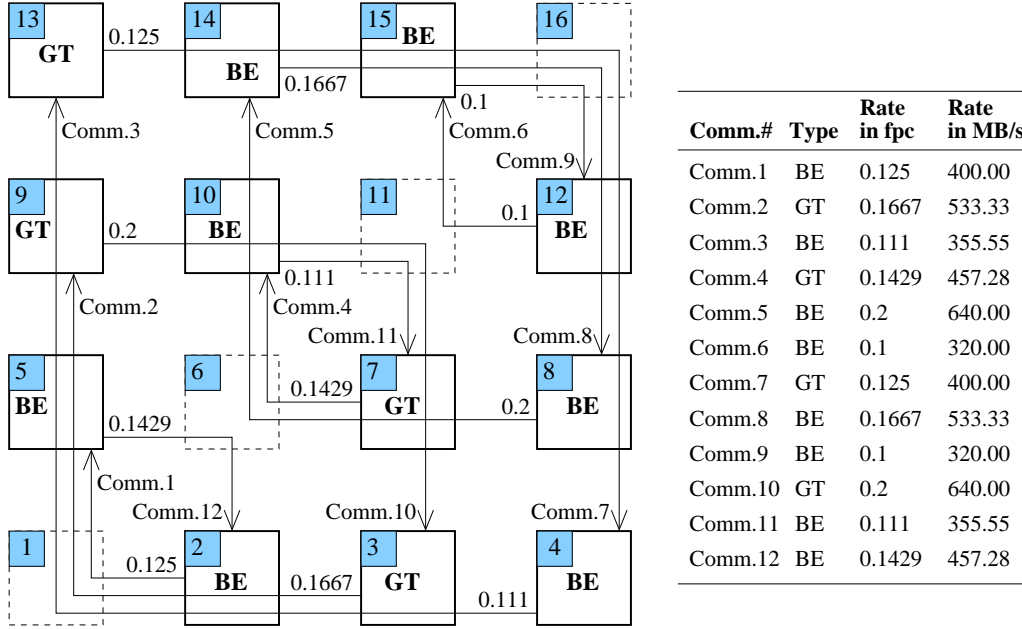 13 14 15 16
GT BE BE
0.125 0.1667 0.1
Comm.3 Comm.5 Comm.6 Comm.9
9 10 11 12
GT BE BE
0.2 0.111 0.1
Comm.2 Comm.4 Comm.11 Comm.8
5 6 7 8
BE GT BE
0.1429 0.1429 0.2
Comm.1 Comm.12 Comm.10 Comm.7
1 2 3 4
BE GT BE
0.125 0.1667 0.111
Comm.# Type Rate in fpc Rate in MB/s
Comm.1 BE 0.125 400.00
Comm.2 GT 0.1667 533.33
Comm.3 BE 0.111 355.55
Comm.4 GT 0.1429 457.28
Comm.5 BE 0.2 640.00
Comm.6 BE 0.1 320.00
Comm.7 GT 0.125 400.00
Comm.8 BE 0.1667 533.33
Comm.9 BE 0.1 320.00
Comm.10 GT 0.2 640.00
Comm.11 BE 0.111 355.55
Comm.12 BE 0.1429 457.28